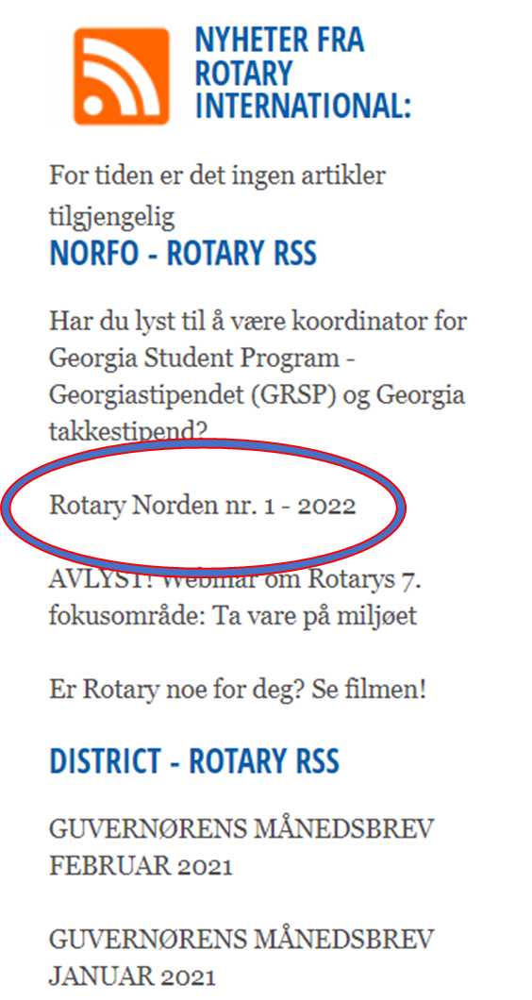 NYHETER FRA
ROTARY
INTERNATIONAL:
For tiden er det ingen artikler
tilgjengelig
NORFO - ROTARY RSS
Har du lyst til å være koordinator for
Georgia Student Program -
Georgiastipendet (GRSP) og Georgia
takkestipend?
Rotary Norden nr. 1 - 2022
AVLYST! Webinar om Rotarys 7.
fokusområde: Ta vare på miljøet
Er Rotary noe for deg? Se filmen!
DISTRICT - ROTARY RSS
GUVERNØRENS MÅNEDSBREV
FEBRUAR 2021
GUVERNØRENS MÅNEDSBREV
JANUAR 2021